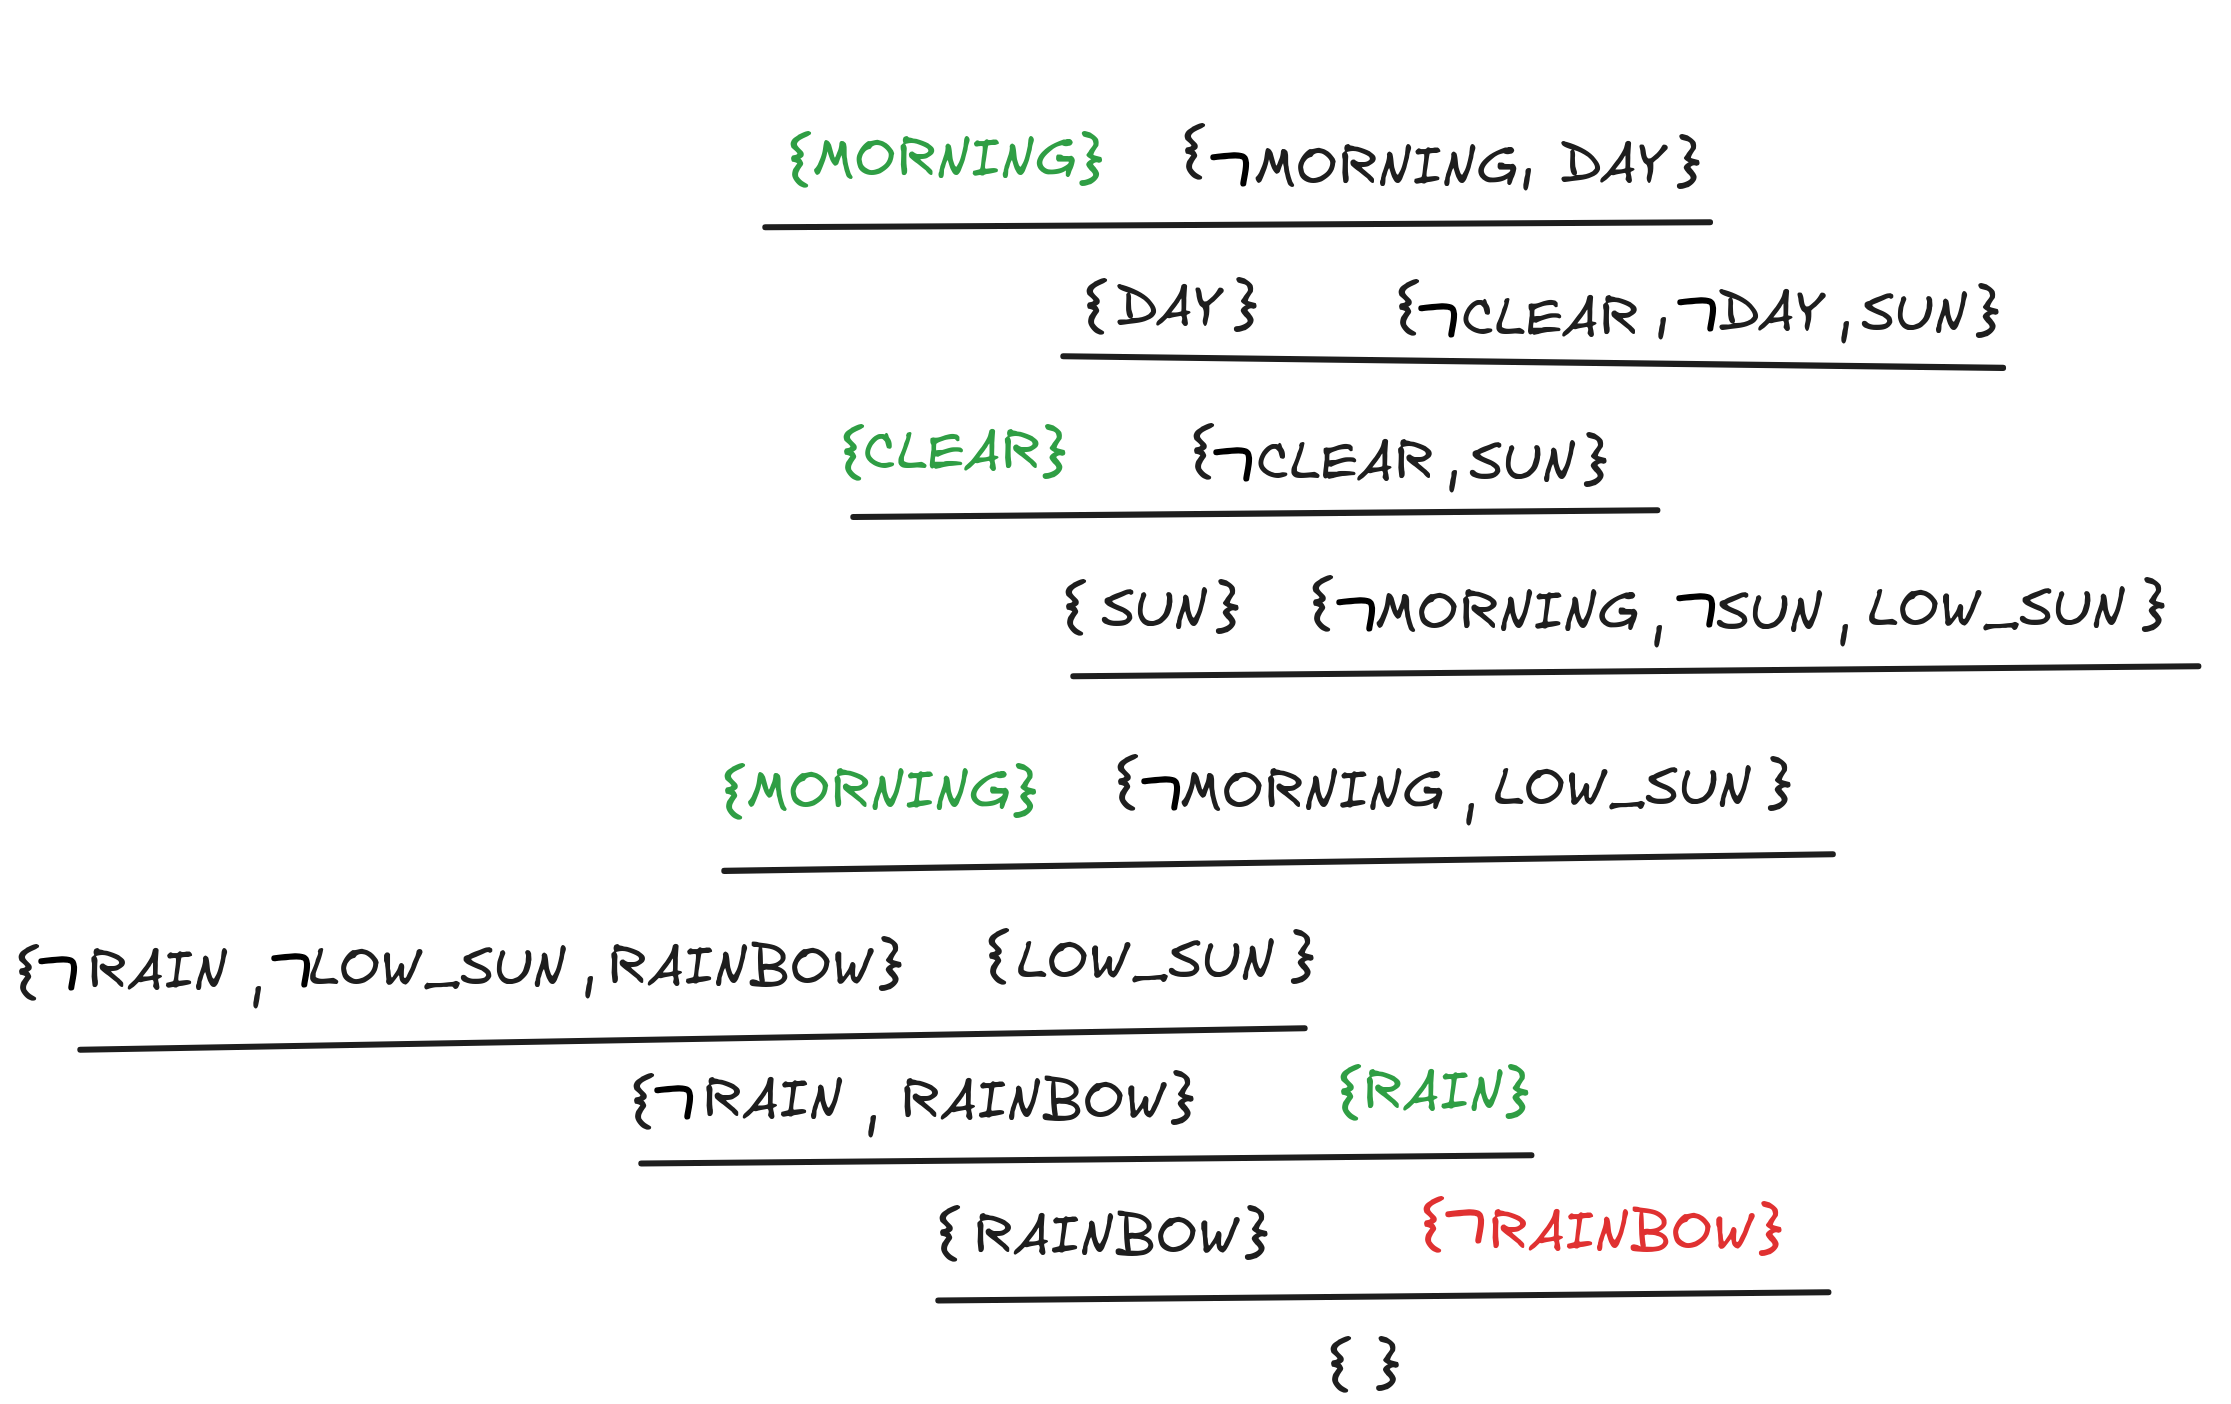 {MORNING} {¬MORNING, DAY}
{DAY} {¬CLEAR,¬DAY,SUN}
{CLEAR} {¬CLEAR,SUN}
{SUN} {¬MORNING,¬SUN,LOW_SUN}
{MORNING} {¬MORNING,LOW_SUN}
{¬RAIN,¬LOW_SUN,RAINBOW} {LOW_SUN}
{¬RAIN, RAINBOW} {RAIN}
{RAINBOW} {¬RAINBOW}
{ }